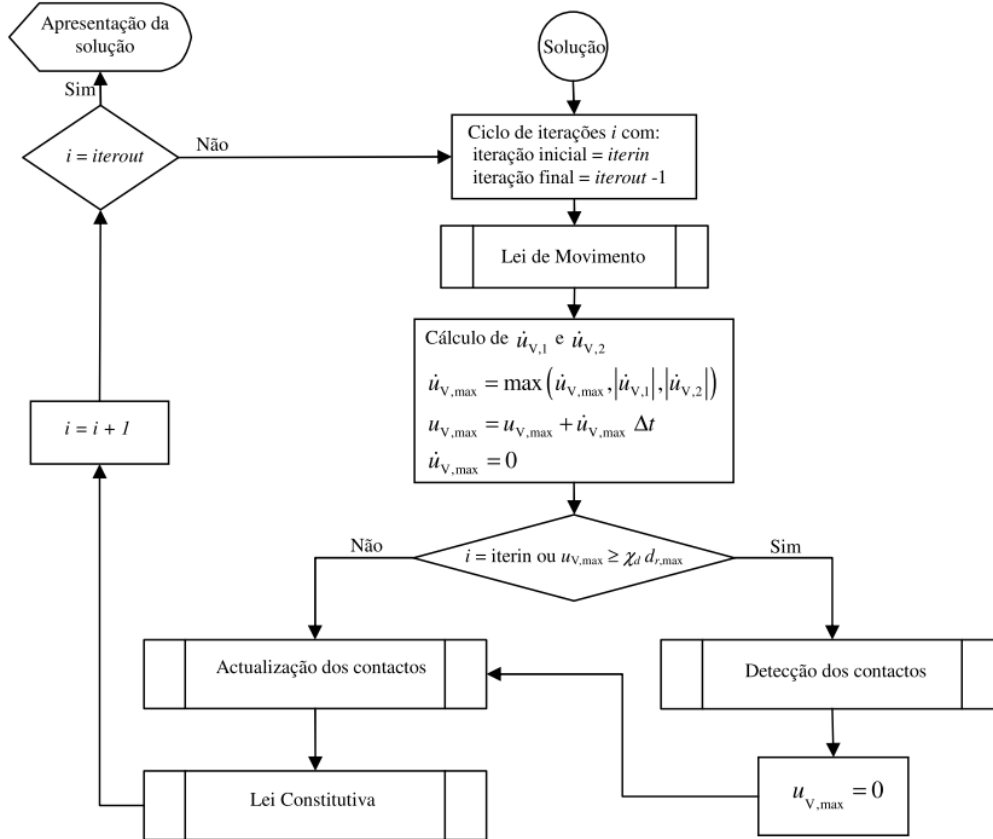 Apresentação da
solução
Solução
Sim
i = iterout
Não
Ciclo de iterações i com:
iteração inicial = iterin
iteração final = iterout -1
Lei de Movimento
Cálculo de u̇V,1 e u̇V,2
u̇V,max = max(u̇V,max, |u̇V,1|, |u̇V,2|)
uV,max = uV,max + u̇V,max Δt
u̇V,max = 0
i = i + 1
Não
i = iterin ou uV,max ≥ χd dr,max
Sim
Actualização dos contactos
Detecção dos contactos
Lei Constitutiva
uV,max = 0